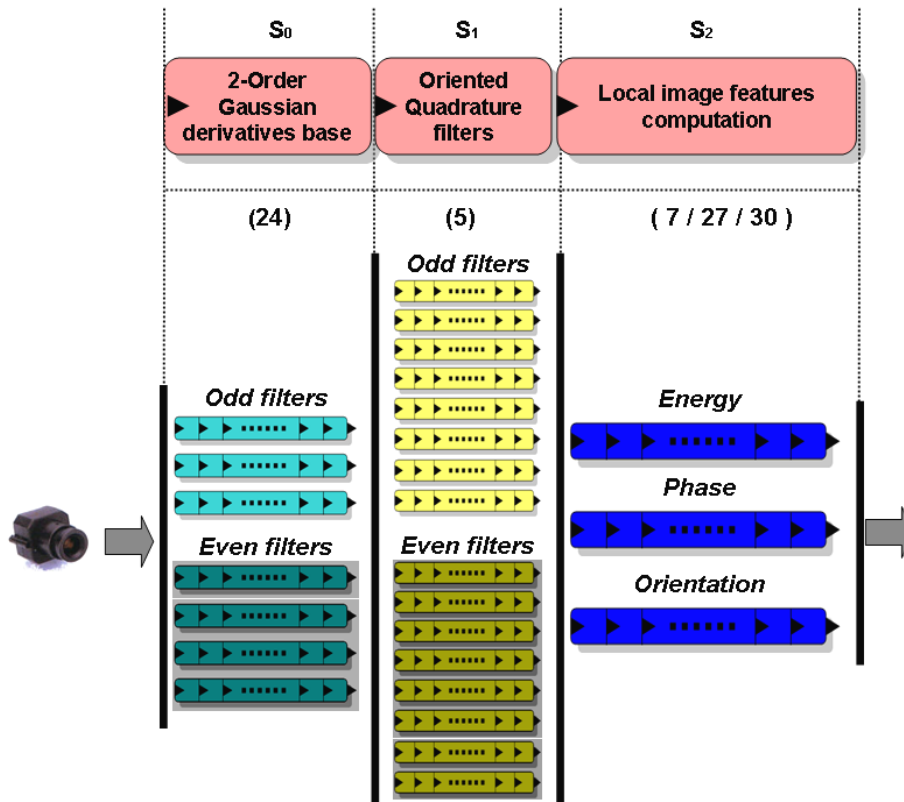 S0
S1
S2
2-Order
Gaussian
derivatives base
Oriented
Quadrature
filters
Local image features
computation
(24)
(5)
( 7 / 27 / 30 )
Odd filters
Even filters
Odd filters
Even filters
Energy
Phase
Orientation